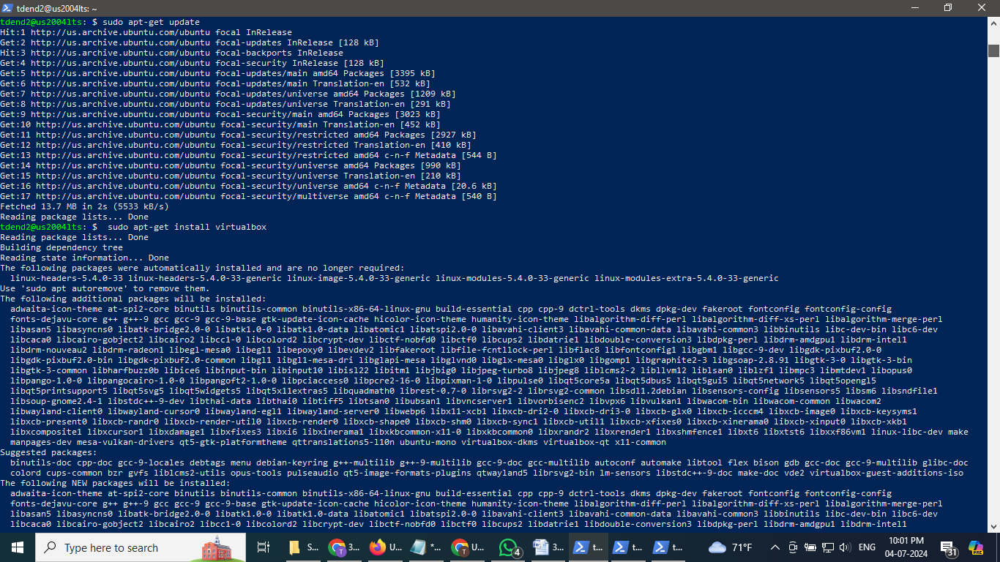 tdend2@us2004lts: ~
tdend2@us2004lts:~$ sudo apt-get update
Hit:1 http://us.archive.ubuntu.com/ubuntu focal InRelease
Get:2 http://us.archive.ubuntu.com/ubuntu focal-updates InRelease [128 kB]
Hit:3 http://us.archive.ubuntu.com/ubuntu focal-backports InRelease
Get:4 http://us.archive.ubuntu.com/ubuntu focal-security InRelease [128 kB]
Get:5 http://us.archive.ubuntu.com/ubuntu focal-updates/main amd64 Packages [3395 kB]
Get:6 http://us.archive.ubuntu.com/ubuntu focal-updates/main Translation-en [532 kB]
Get:7 http://us.archive.ubuntu.com/ubuntu focal-updates/universe amd64 Packages [1209 kB]
Get:8 http://us.archive.ubuntu.com/ubuntu focal-updates/universe Translation-en [291 kB]
Get:9 http://us.archive.ubuntu.com/ubuntu focal-security/main amd64 Packages [3023 kB]
Get:10 http://us.archive.ubuntu.com/ubuntu focal-security/main Translation-en [452 kB]
Get:11 http://us.archive.ubuntu.com/ubuntu focal-security/restricted amd64 Packages [2927 kB]
Get:12 http://us.archive.ubuntu.com/ubuntu focal-security/restricted Translation-en [410 kB]
Get:13 http://us.archive.ubuntu.com/ubuntu focal-security/restricted amd64 c-n-f Metadata [544 B]
Get:14 http://us.archive.ubuntu.com/ubuntu focal-security/universe amd64 Packages [990 kB]
Get:15 http://us.archive.ubuntu.com/ubuntu focal-security/universe Translation-en [210 kB]
Get:16 http://us.archive.ubuntu.com/ubuntu focal-security/universe amd64 c-n-f Metadata [20.6 kB]
Get:17 http://us.archive.ubuntu.com/ubuntu focal-security/multiverse amd64 c-n-f Metadata [540 B]
Fetched 13.7 MB in 2s (5533 kB/s)
Reading package lists... Done
tdend2@us2004lts:~$  sudo apt-get install virtualbox
Reading package lists... Done
Building dependency tree
Reading state information... Done
The following packages were automatically installed and are no longer required:
linux-headers-5.4.0-33 linux-headers-5.4.0-33-generic linux-image-5.4.0-33-generic linux-modules-5.4.0-33-generic linux-modules-extra-5.4.0-33-generic
Use 'sudo apt autoremove' to remove them.
The following additional packages will be installed:
adwaita-icon-theme at-spi2-core binutils binutils-common binutils-x86-64-linux-gnu build-essential cpp cpp-9 dctrl-tools dkms dpkg-dev fakeroot fontconfig fontconfig-config
fonts-dejavu-core g++ g++-9 gcc gcc-9 gcc-9-base gtk-update-icon-cache hicolor-icon-theme humanity-icon-theme libalgorithm-diff-perl libalgorithm-diff-xs-perl libalgorithm-merge-perl
libasan5 libasyncns0 libatk-bridge2.0-0 libatk1.0-0 libatk1.0-data libatomic1 libatspi2.0-0 libavahi-client3 libavahi-common-data libavahi-common3 libbinutils libc-dev-bin libc6-dev
libcaca0 libcairo-gobject2 libcairo2 libcc1-0 libcolord2 libcrypt-dev libctf-nobfd0 libctf0 libcups2 libdatrie1 libdouble-conversion3 libdpkg-perl libdrm-amdgpu1 libdrm-intel1
libdrm-nouveau2 libdrm-radeon1 libegl-mesa0 libegl1 libepoxy0 libevdev2 libfakeroot libfile-fcntllock-perl libflac8 libfontconfig1 libgbm1 libgcc-9-dev libgdk-pixbuf2.0-0
libgdk-pixbuf2.0-bin libgdk-pixbuf2.0-common libgl1 libgl1-mesa-dri libglapi-mesa libglvnd0 libglx-mesa0 libglx0 libgomp1 libgraphite2-3 libgsoap-2.8.91 libgtk-3-0 libgtk-3-bin
libgtk-3-common libharfbuzz0b libice6 libinput-bin libinput10 libisl22 libitm1 libjbig0 libjpeg-turbo8 libjpeg8 liblcms2-2 libllvm12 liblsan0 liblzf1 libmpc3 libmtdev1 libopus0
libpango-1.0-0 libpangocairo-1.0-0 libpangoft2-1.0-0 libpciaccess0 libpcre2-16-0 libpixman-1-0 libpulse0 libqt5core5a libqt5dbus5 libqt5gui5 libqt5network5 libqt5opengl5
libqt5printsupport5 libqt5svg5 libqt5widgets5 libqt5x11extras5 libquadmath0 librest-0.7-0 librsvg2-2 librsvg2-common libsdl1.2debian libsensors-config libsensors5 libsm6 libsndfile1
libsoup-gnome2.4-1 libstdc++-9-dev libthai-data libthai0 libtiff5 libtsan0 libubsan1 libvncserver1 libvorbisenc2 libvpx6 libvulkan1 libwacom-bin libwacom-common libwacom2
libwayland-client0 libwayland-cursor0 libwayland-egl1 libwayland-server0 libwebp6 libx11-xcb1 libxcb-dri2-0 libxcb-dri3-0 libxcb-glx0 libxcb-icccm4 libxcb-image0 libxcb-keysyms1
libxcb-present0 libxcb-randr0 libxcb-render-util0 libxcb-render0 libxcb-shape0 libxcb-shm0 libxcb-sync1 libxcb-util1 libxcb-xfixes0 libxcb-xinerama0 libxcb-xinput0 libxcb-xkb1
libxcomposite1 libxcursor1 libxdamage1 libxfixes3 libxi6 libxinerama1 libxkbcommon-x11-0 libxkbcommon0 libxrandr2 libxrender1 libxshmfence1 libxt6 libxtst6 libxxf86vm1 linux-libc-dev make
manpages-dev mesa-vulkan-drivers qt5-gtk-platformtheme qttranslations5-l10n ubuntu-mono virtualbox-dkms virtualbox-qt x11-common
Suggested packages:
binutils-doc cpp-doc gcc-9-locales debtags menu debian-keyring g++-multilib g++-9-multilib gcc-9-doc gcc-multilib autoconf automake libtool flex bison gdb gcc-doc gcc-9-multilib glibc-doc
colord cups-common bzr gvfs liblcms2-utils opus-tools pulseaudio qt5-image-formats-plugins qtwayland5 librsvg2-bin lm-sensors libstdc++-9-doc make-doc vde2 virtualbox-guest-additions-iso
The following NEW packages will be installed:
adwaita-icon-theme at-spi2-core binutils binutils-common binutils-x86-64-linux-gnu build-essential cpp cpp-9 dctrl-tools dkms dpkg-dev fakeroot fontconfig fontconfig-config
fonts-dejavu-core g++ g++-9 gcc gcc-9 gcc-9-base gtk-update-icon-cache hicolor-icon-theme humanity-icon-theme libalgorithm-diff-perl libalgorithm-diff-xs-perl libalgorithm-merge-perl
libasan5 libasyncns0 libatk-bridge2.0-0 libatk1.0-0 libatk1.0-data libatomic1 libatspi2.0-0 libavahi-client3 libavahi-common-data libavahi-common3 libbinutils libc-dev-bin libc6-dev
libcaca0 libcairo-gobject2 libcairo2 libcc1-0 libcolord2 libcrypt-dev libctf-nobfd0 libctf0 libcups2 libdatrie1 libdouble-conversion3 libdpkg-perl libdrm-amdgpu1 libdrm-intel1
Type here to search S... 3... U... *... U... 4 3... t... t... t... 71°F ENG 10:01 PM
04-07-2024 31 PRE